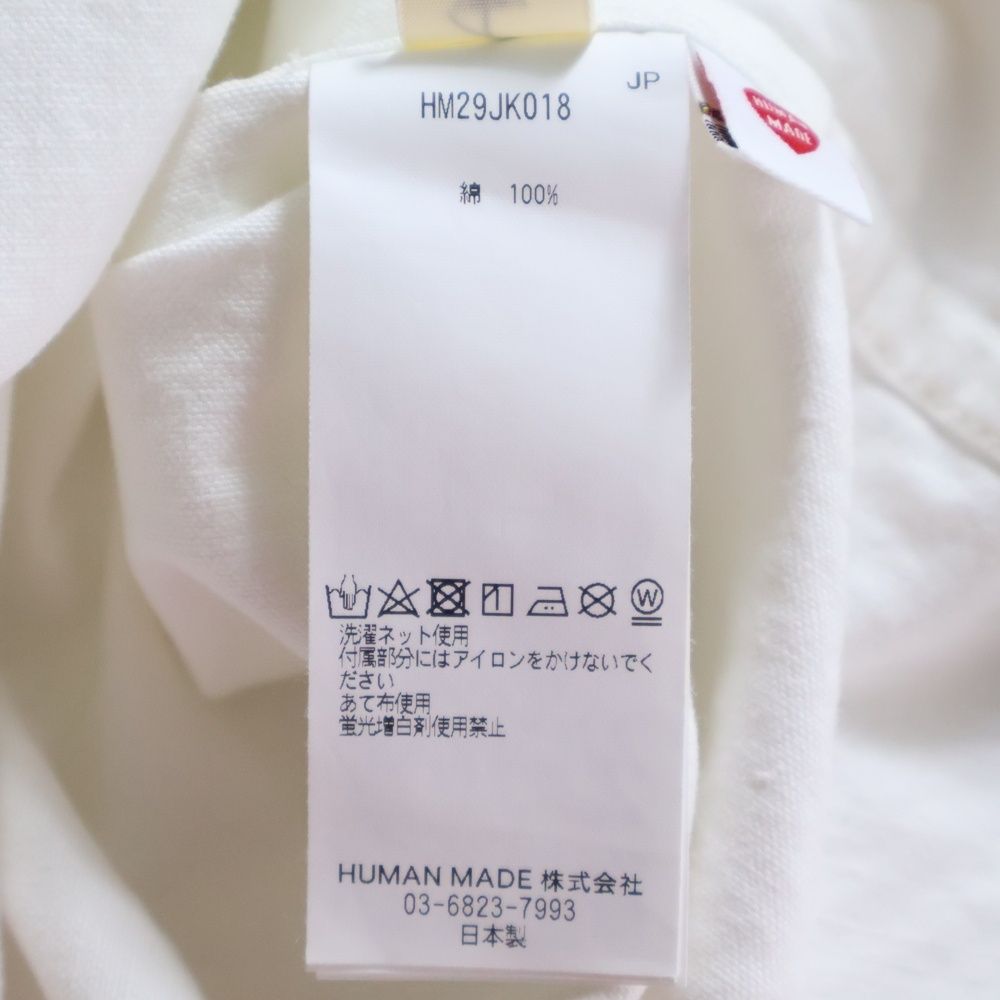 JP
HM29JK018
HUMAN
MADE
綿 100%
W
洗濯ネット使用
付属部分にはアイロンをかけないでく
ださい
あて布使用
蛍光増白剤使用禁止
HUMAN MADE 株式会社
03-6823-7993
日本製